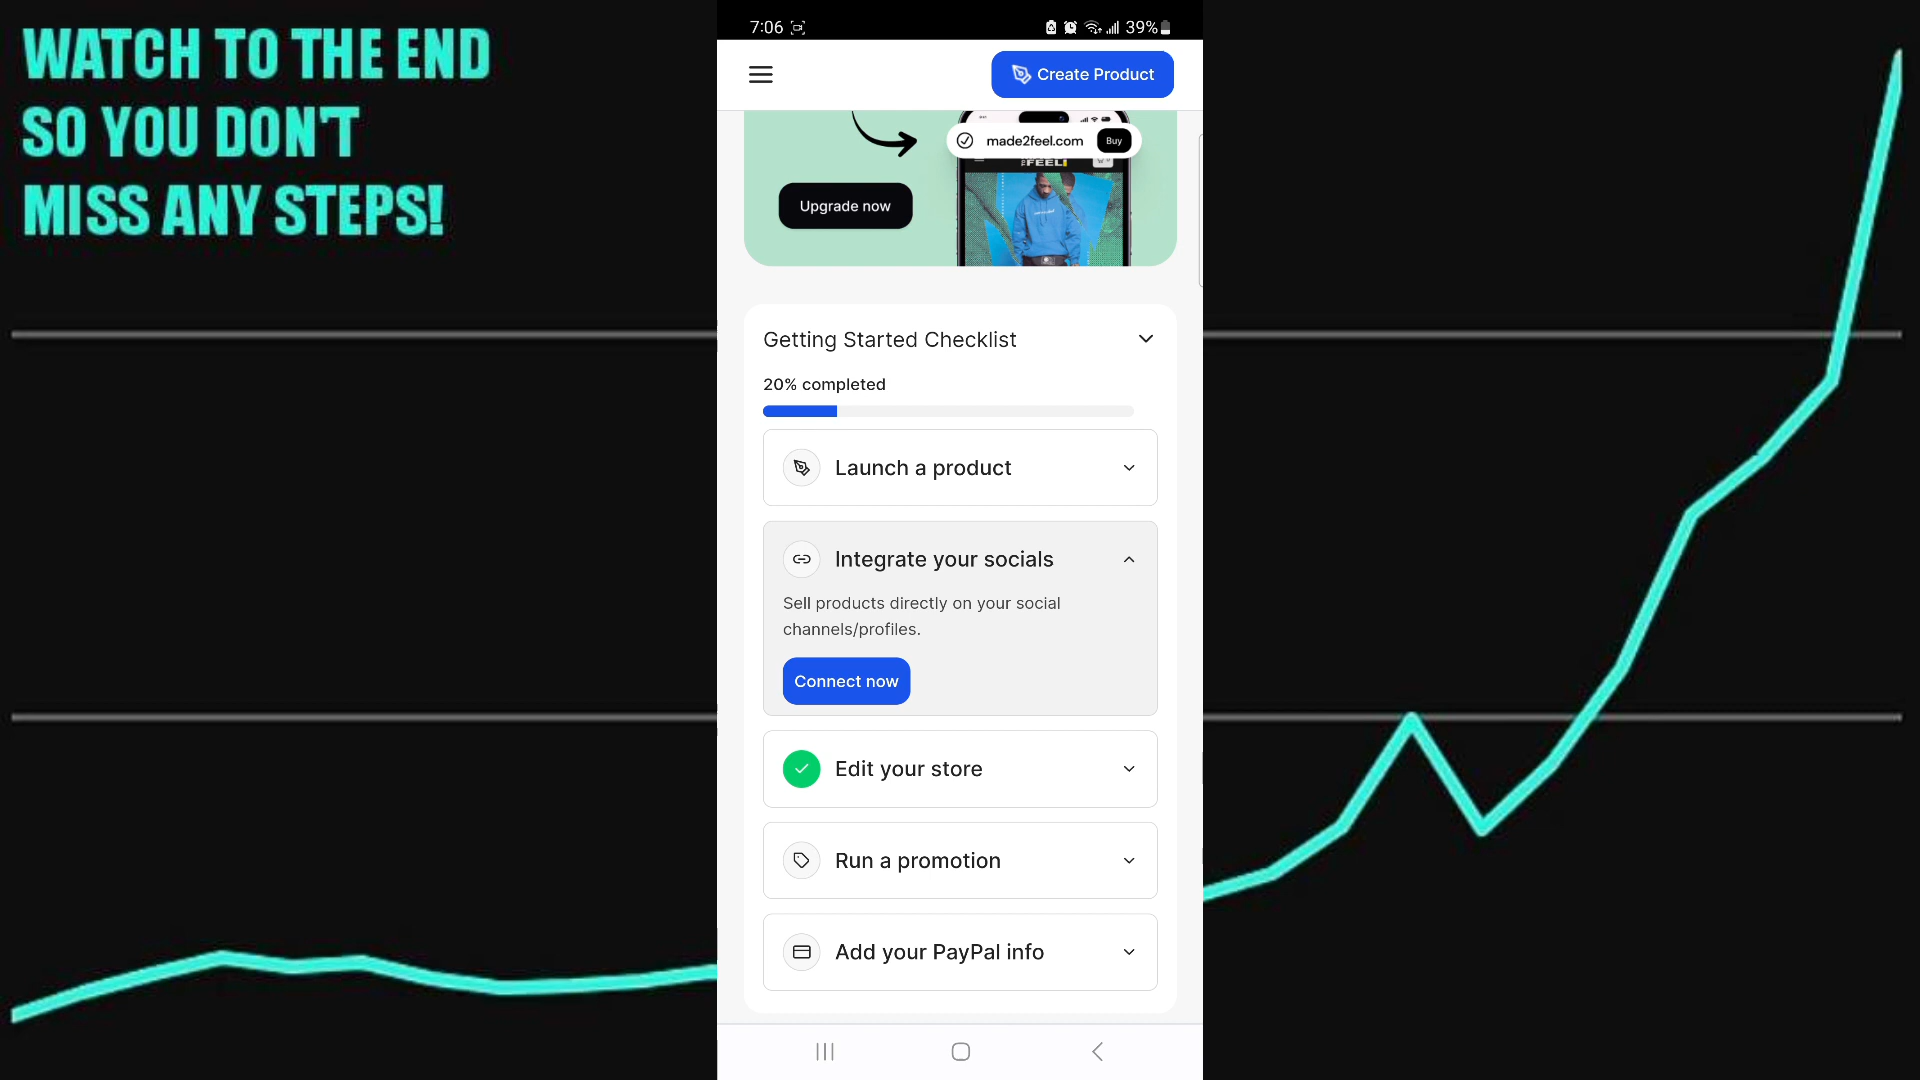 WATCH TO THE END
SO YOU DON'T
MISS ANY STEPS!
7:06
39%
Create Product
made2feel.com
Buy
FEEL
Upgrade now
Getting Started Checklist
20% completed
Launch a product
Integrate your socials
Sell products directly on your social
channels/profiles.
Connect now
Edit your store
Run a promotion
Add your PayPal info